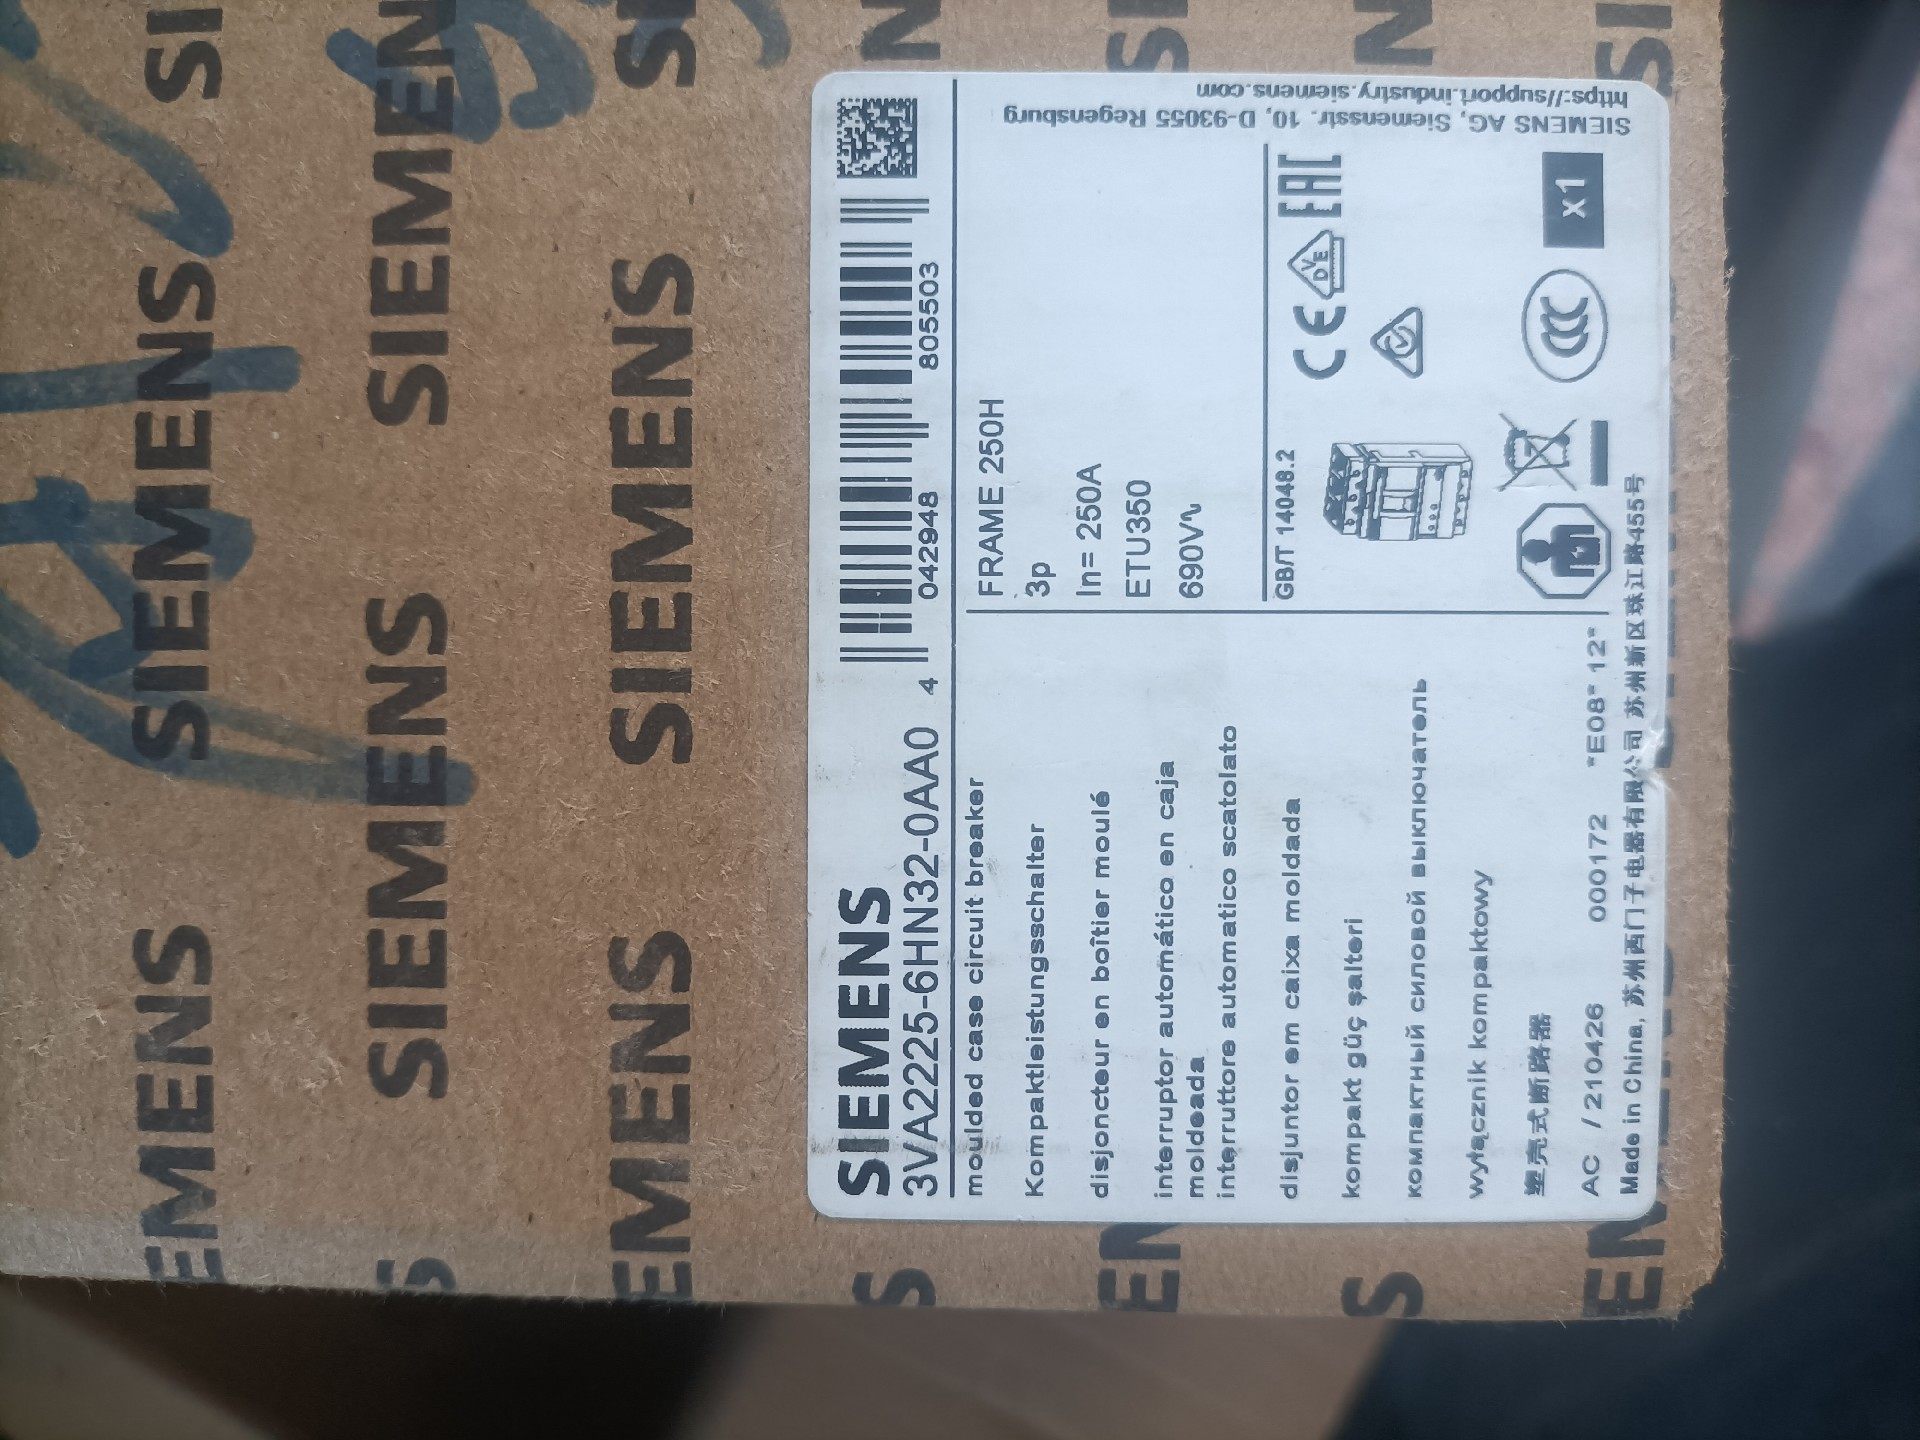 SIEMENS
3VA2225-6HN32-0AA0
4 042948 805503
moulded case circuit breaker
Kompaktleistungsschalter
disjoncteur en boîtier moulé
interruptor automático en caja
moldeada
interruttore automatico scatolato
disjuntor em caixa moldada
kompakt güç şalteri
компактный силовой выключатель
wyłącznik kompaktowy
塑壳式断路器
AC / 210426 000172 "E08" 12"
Made in China, 苏州西门子电器有限公司 苏州新区珠江路455号
FRAME 250H
3p
In= 250A
ETU350
690V∿
GB/T 14048.2
CE
VDE
EAC
CCC
x1
SIEMENS AG, Siemensstr. 10, D-93055 Regensburg
https://support.industry.siemens.com
SIEMENS
SIEMENS
SIEMENS
SIEMENS